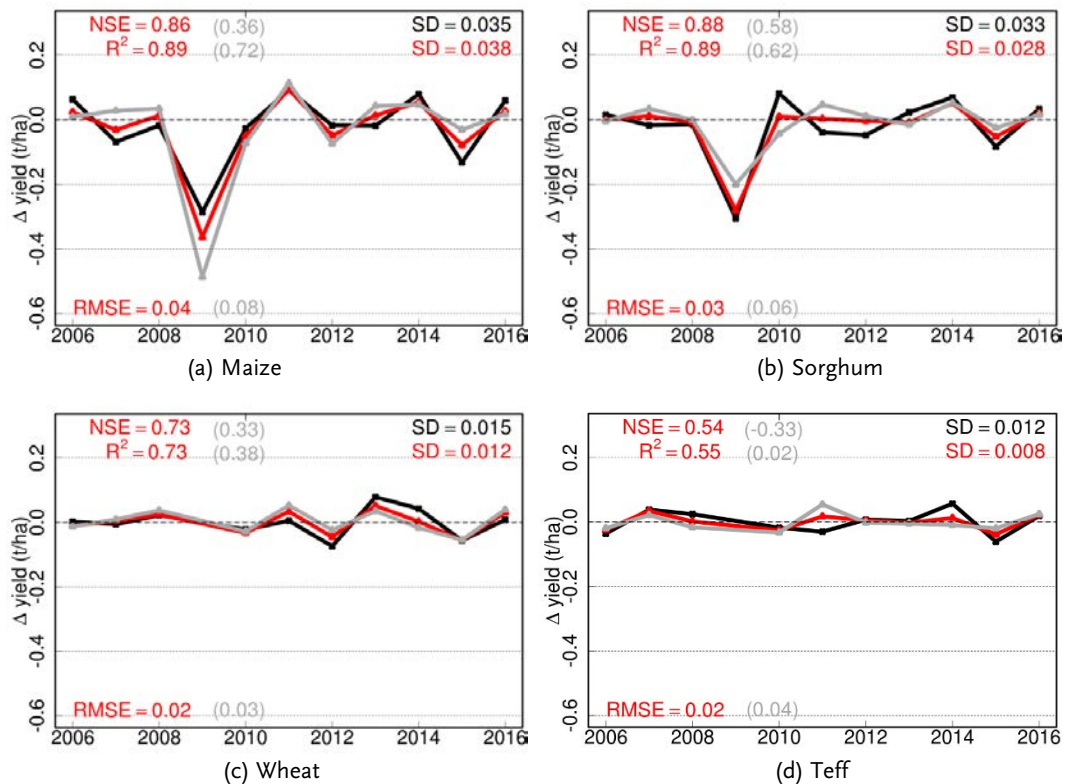 NSE = 0.86 (0.36) SD = 0.035
R² = 0.89 (0.72) SD = 0.038
0.2
0.0
-0.2
-0.4
-0.6
Δ yield (t/ha)
RMSE = 0.04 (0.08)
2006 2008 2010 2012 2014 2016
(a) Maize
NSE = 0.88 (0.58) SD = 0.033
R² = 0.89 (0.62) SD = 0.028
0.2
0.0
-0.2
-0.4
-0.6
Δ yield (t/ha)
RMSE = 0.03 (0.06)
2006 2008 2010 2012 2014 2016
(b) Sorghum
NSE = 0.73 (0.33) SD = 0.015
R² = 0.73 (0.38) SD = 0.012
0.2
0.0
-0.2
-0.4
-0.6
Δ yield (t/ha)
RMSE = 0.02 (0.03)
2006 2008 2010 2012 2014 2016
(c) Wheat
NSE = 0.54 (-0.33) SD = 0.012
R² = 0.55 (0.02) SD = 0.008
0.2
0.0
-0.2
-0.4
-0.6
Δ yield (t/ha)
RMSE = 0.02 (0.04)
2006 2008 2010 2012 2014 2016
(d) Teff